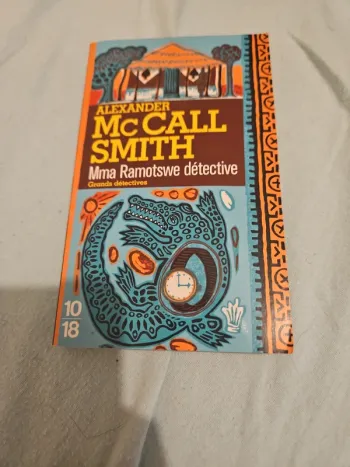 ALEXANDER
McCALL
SMITH
Mma Ramotswe détective
Grands détectives
10
18